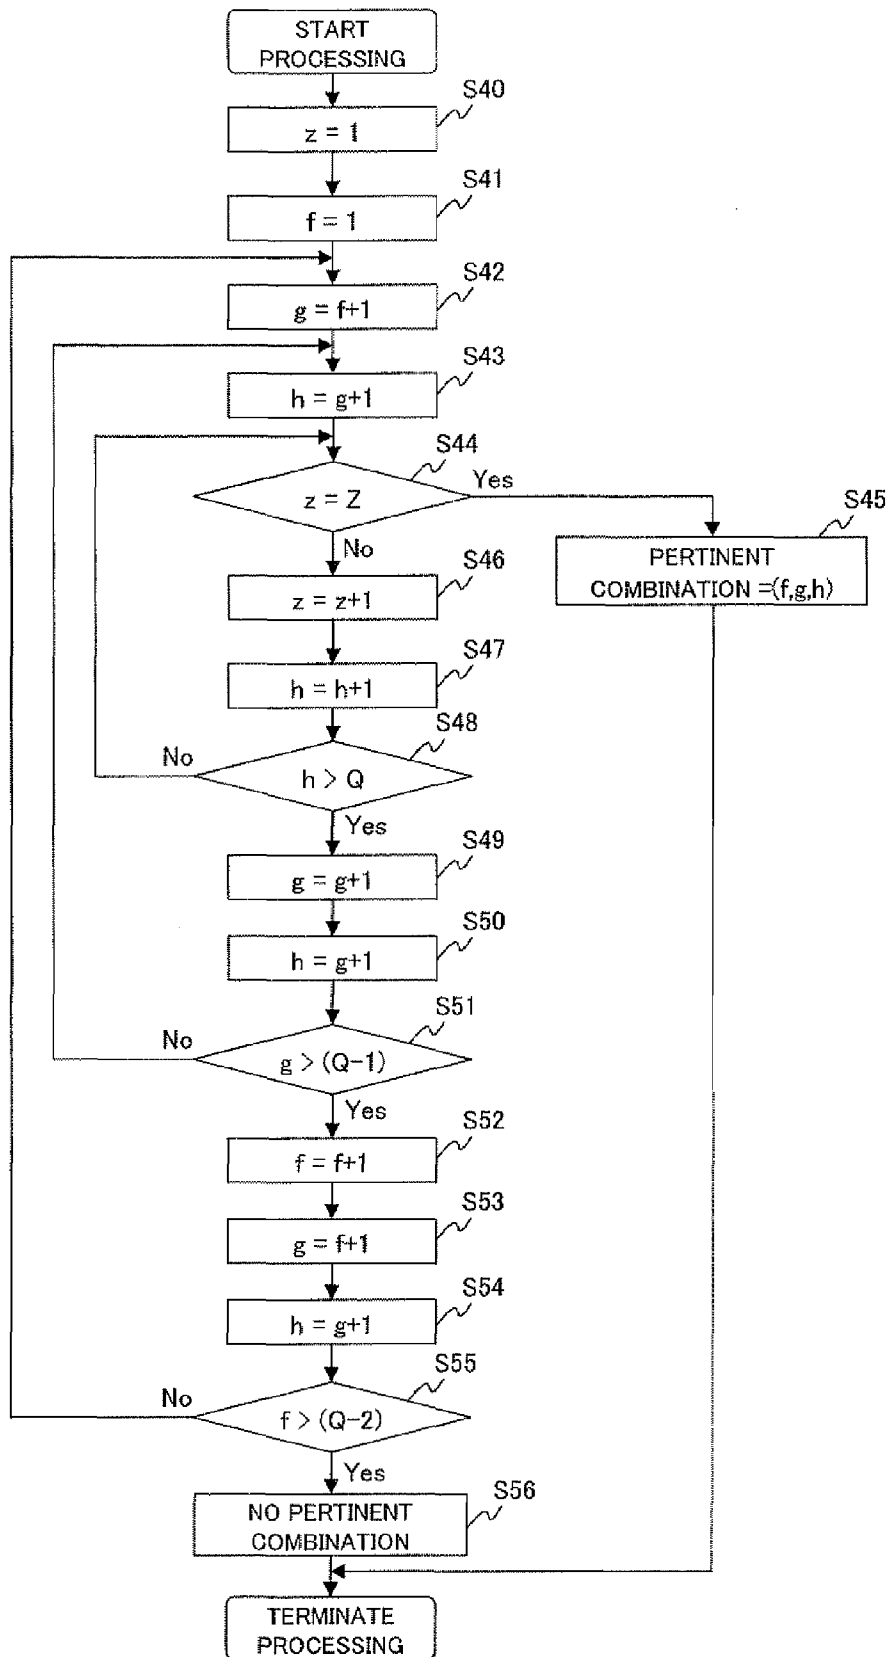 START
PROCESSING
S40
z = 1
S41
f = 1
S42
g = f+1
S43
h = g+1
S44
z = Z
Yes
S45
PERTINENT
COMBINATION =(f,g,h)
No
S46
z = z+1
S47
h = h+1
S48
No
h > Q
Yes
S49
g = g+1
S50
h = g+1
S51
No
g > (Q-1)
Yes
S52
f = f+1
S53
g = f+1
S54
h = g+1
S55
No
f > (Q-2)
Yes
S56
NO PERTINENT
COMBINATION
TERMINATE
PROCESSING